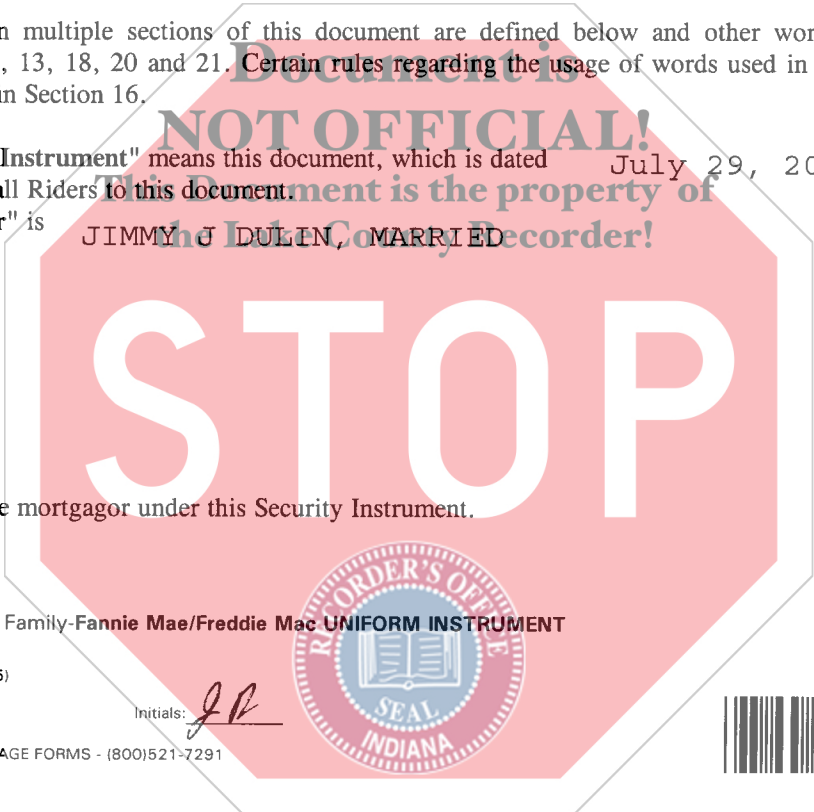 n multiple sections of this document are defined below and other wor
, 13, 18, 20 and 21. Certain rules regarding the usage of words used in
in Section 16.
Document is
NOT OFFICIAL!
This Document is the property of
the Lake County Recorder!
Instrument" means this document, which is dated July 29, 20
all Riders to this document.
r" is JIMMY J DULIN, MARRIED
STOP
e mortgagor under this Security Instrument.
RECORDER'S OFFICE
SEAL
INDIANA
Family-Fannie Mae/Freddie Mac UNIFORM INSTRUMENT
)
Initials:
AGE FORMS - (800)521-7291